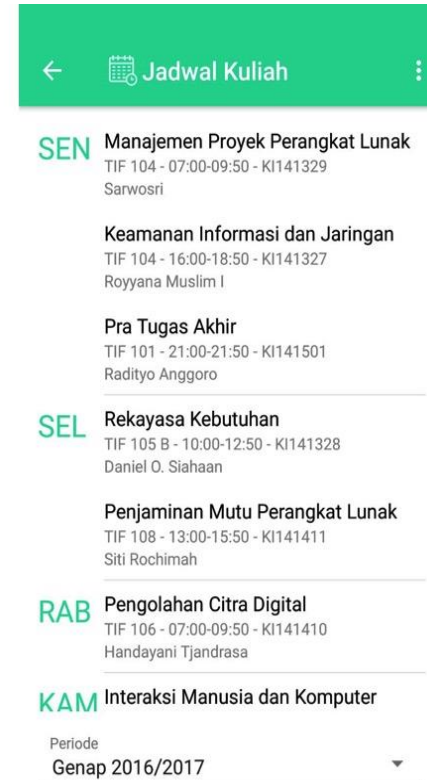 Jadwal Kuliah
SEN
Manajemen Proyek Perangkat Lunak
TIF 104 - 07:00-09:50 - KI141329
Sarwosri
Keamanan Informasi dan Jaringan
TIF 104 - 16:00-18:50 - KI141327
Royyana Muslim I
Pra Tugas Akhir
TIF 101 - 21:00-21:50 - KI141501
Radityo Anggoro
SEL
Rekayasa Kebutuhan
TIF 105 B - 10:00-12:50 - KI141328
Daniel O. Siahaan
Penjaminan Mutu Perangkat Lunak
TIF 108 - 13:00-15:50 - KI141411
Siti Rochimah
RAB
Pengolahan Citra Digital
TIF 106 - 07:00-09:50 - KI141410
Handayani Tjandrasa
KAM
Interaksi Manusia dan Komputer
Periode
Genap 2016/2017